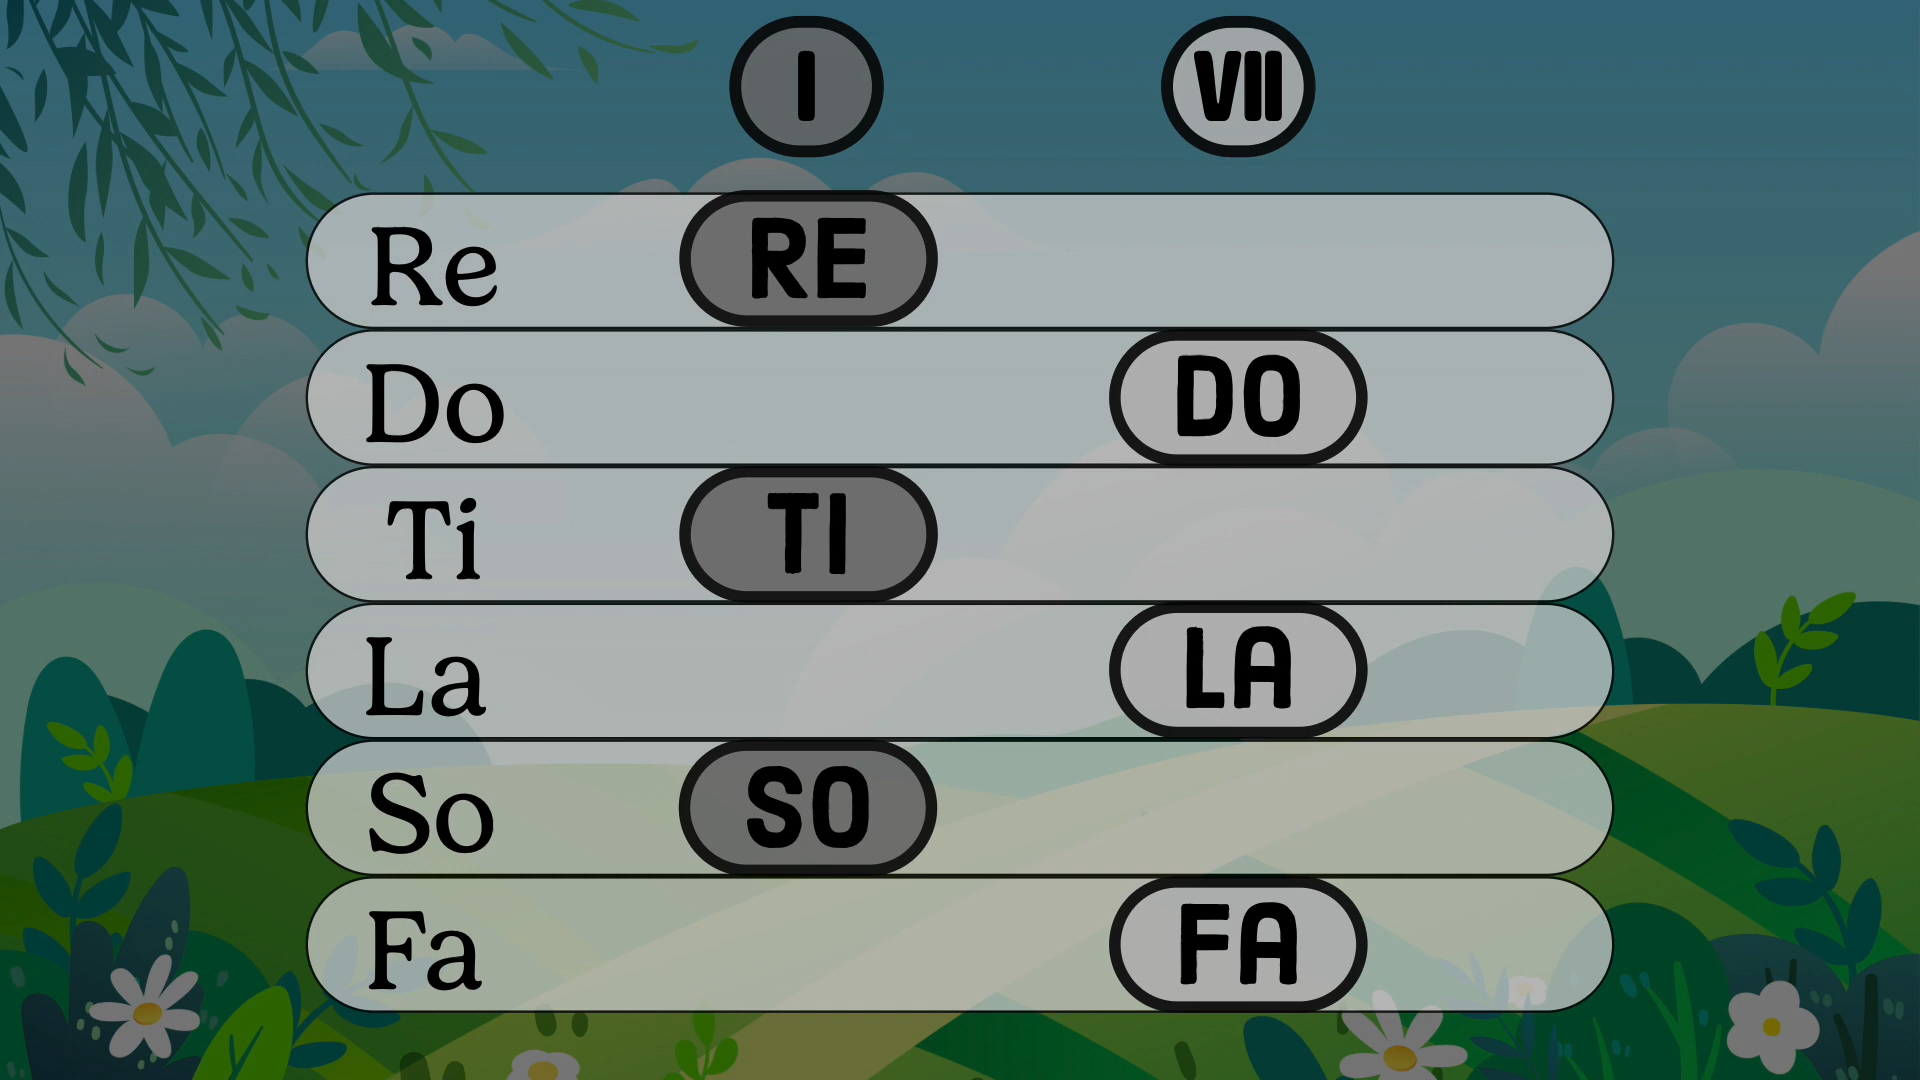 I VII
Re RE
Do DO
Ti TI
La LA
So SO
Fa FA